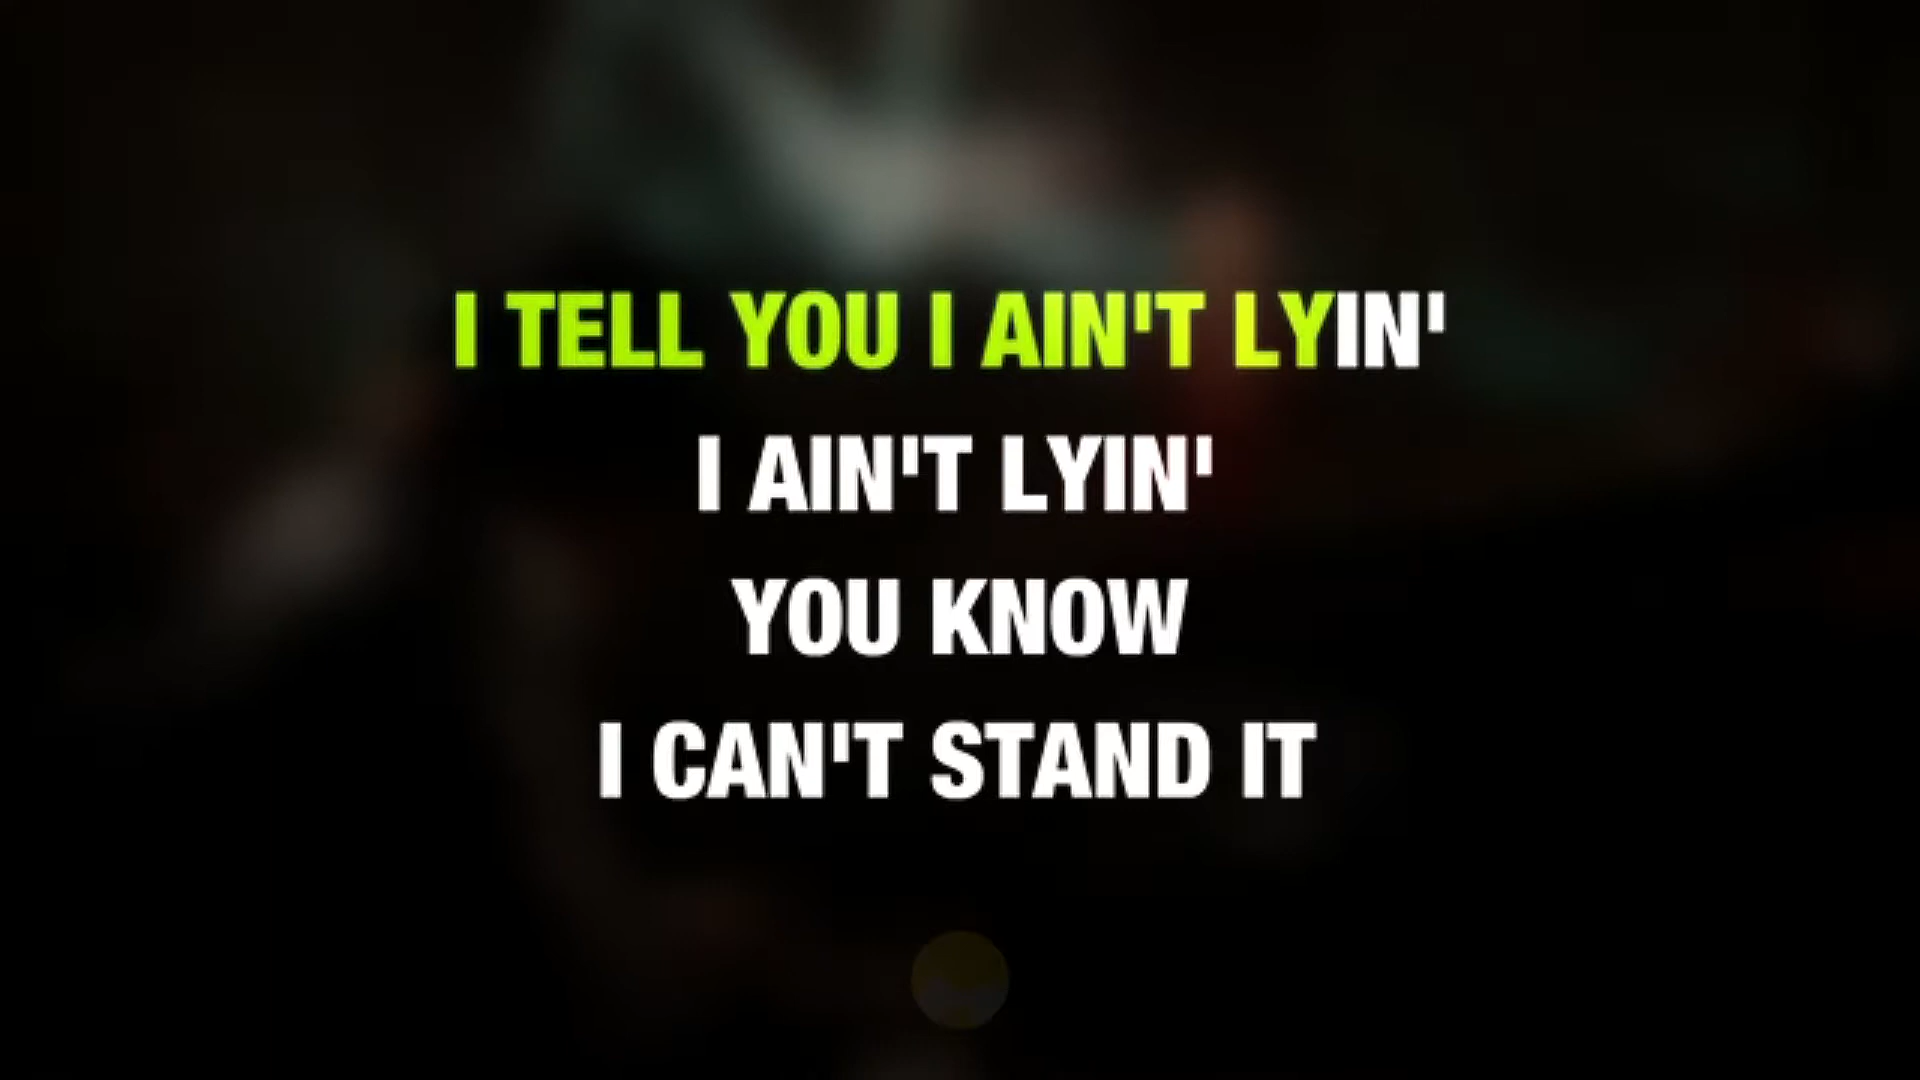 I TELL YOU I AIN'T LYIN'
I AIN'T LYIN'
YOU KNOW
I CAN'T STAND IT